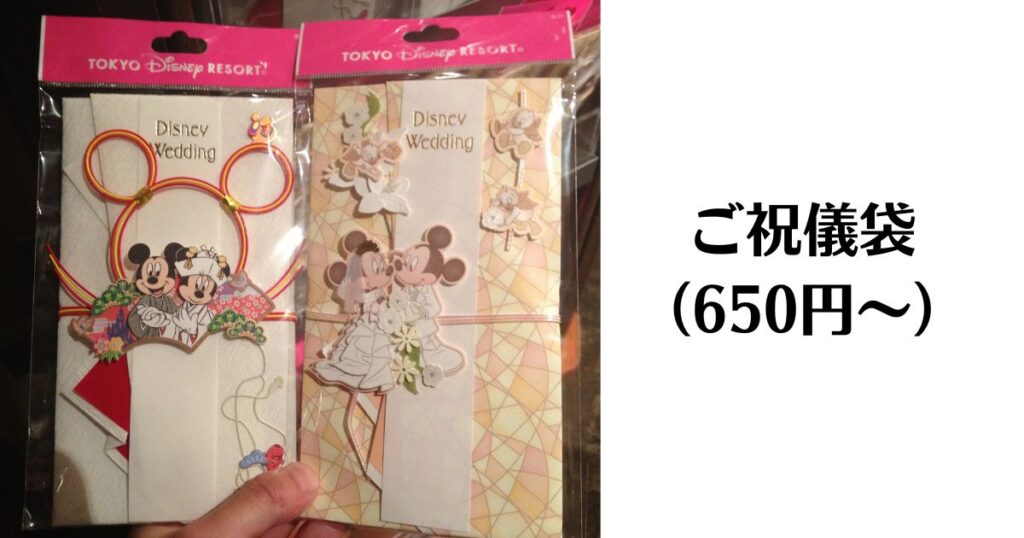 TOKYO Disney RESORT®
Disney
Wedding
TOKYO Disney RESORT®
Disney
Wedding
ご祝儀袋
（650円～）